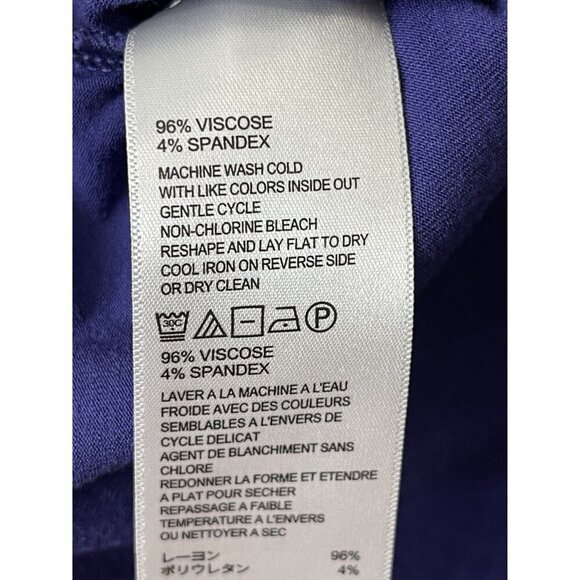 96% VISCOSE
4% SPANDEX
MACHINE WASH COLD
WITH LIKE COLORS INSIDE OUT
GENTLE CYCLE
NON-CHLORINE BLEACH
RESHAPE AND LAY FLAT TO DRY
COOL IRON ON REVERSE SIDE
OR DRY CLEAN
30C P
96% VISCOSE
4% SPANDEX
LAVER A LA MACHINE A L'EAU
FROIDE AVEC DES COULEURS
SEMBLABLES A L'ENVERS DE
CYCLE DELICAT
AGENT DE BLANCHIMENT SANS
CHLORE
REDONNER LA FORME ET ETENDRE
A PLAT POUR SECHER
REPASSAGE A FAIBLE
TEMPERATURE A L'ENVERS
OU NETTOYER A SEC
レーヨン 96%
ポリウレタン 4%